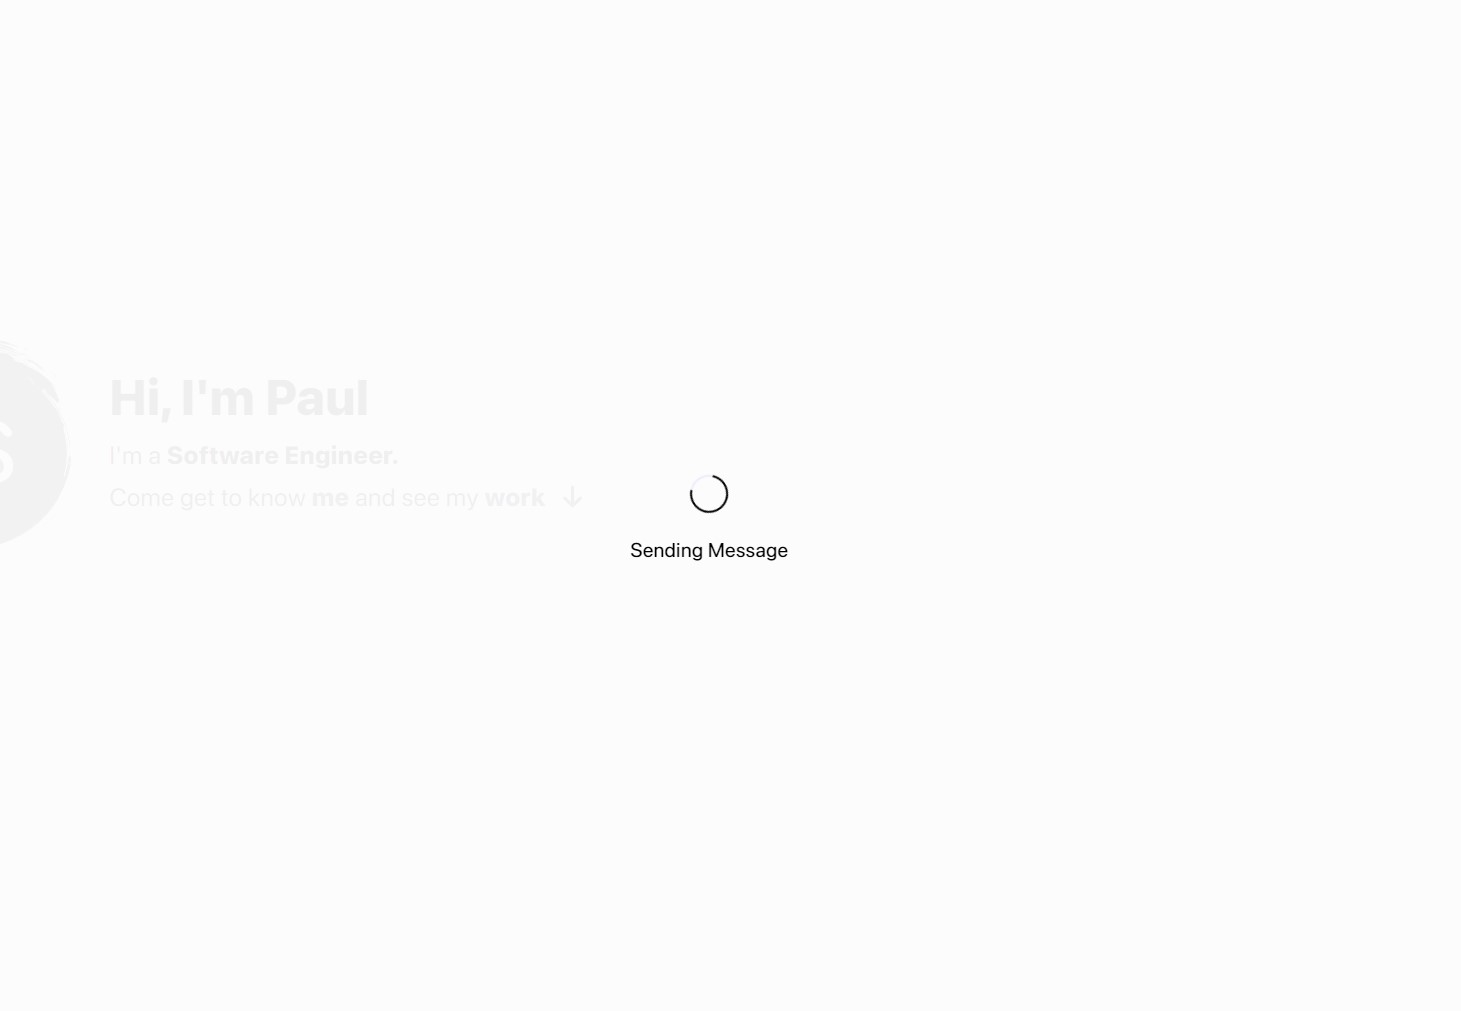 Hi, I'm Paul
I'm a Software Engineer.
Come get to know me and see my work ↓
Sending Message